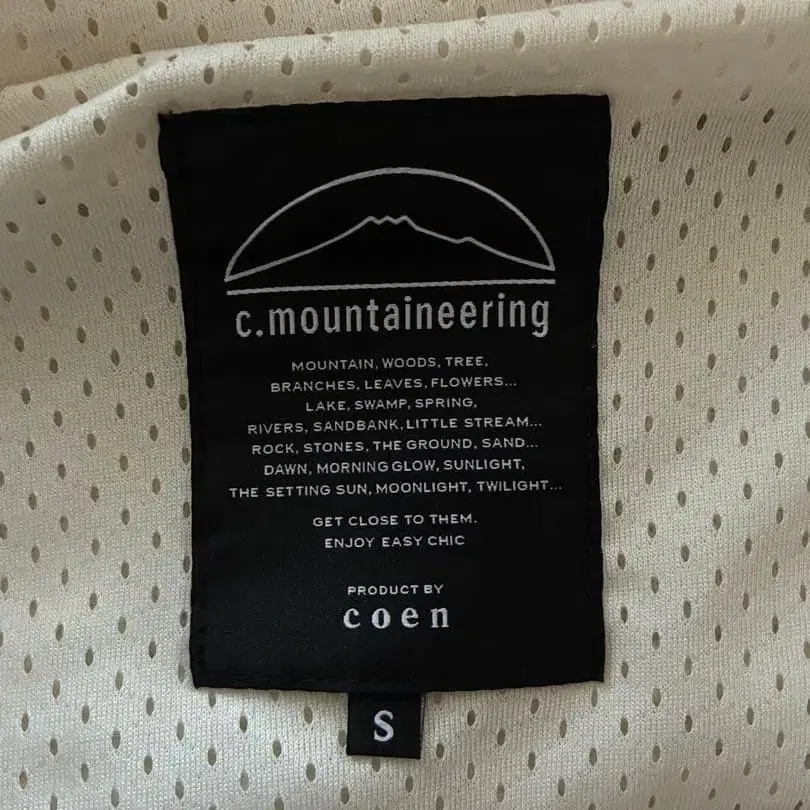 c.mountaineering
MOUNTAIN, WOODS, TREE,
BRANCHES, LEAVES, FLOWERS...
LAKE, SWAMP, SPRING,
RIVERS, SANDBANK, LITTLE STREAM...
ROCK, STONES, THE GROUND, SAND...
DAWN, MORNING GLOW, SUNLIGHT,
THE SETTING SUN, MOONLIGHT, TWILIGHT...
GET CLOSE TO THEM.
ENJOY EASY CHIC
PRODUCT BY
coen
S